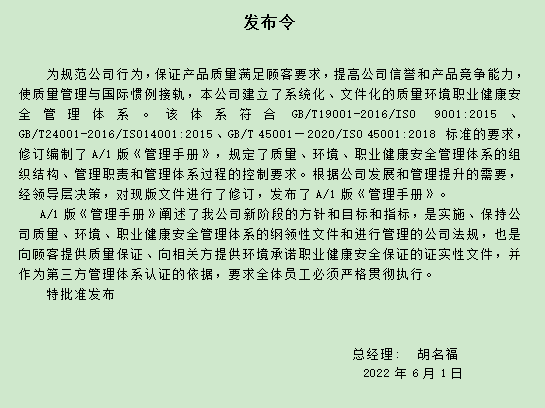 发布令
为规范公司行为，保证产品质量满足顾客要求，提高公司信誉和产品竞争能力，
使质量管理与国际惯例接轨，本公司建立了系统化、文件化的质量环境职业健康安
全管理体系。该体系符合GB/T19001-2016/ISO 9001:2015、
GB/T24001-2016/ISO14001:2015、GB/T 45001－2020/ISO 45001:2018 标准的要求，
修订编制了 A/1 版《管理手册》，规定了质量、环境、职业健康安全管理体系的组
织结构、管理职责和管理体系过程的控制要求。根据公司发展和管理提升的需要，
经领导层决策，对现版文件进行了修订，发布了 A/1 版《管理手册》。
A/1 版《管理手册》阐述了我公司新阶段的方针和目标和指标，是实施、保持公
司质量、环境、职业健康安全管理体系的纲领性文件和进行管理的公司法规，也是
向顾客提供质量保证、向相关方提供环境承诺职业健康安全保证的证实性文件，并
作为第三方管理体系认证的依据，要求全体员工必须严格贯彻执行。
特批准发布
总经理： 胡名福
2022 年 6 月 1 日